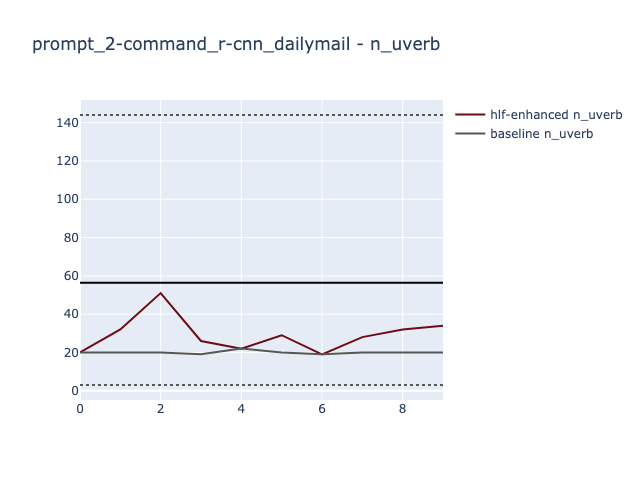 prompt_2-command_r-cnn_dailymail - n_uverb
hlf-enhanced n_uverb
baseline n_uverb
140
120
100
80
60
40
20
0
0 2 4 6 8